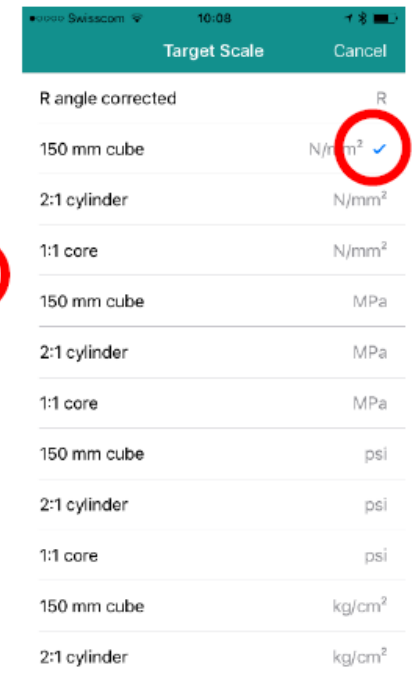 Swisscom 10:08
Target Scale Cancel
R angle corrected R
150 mm cube N/mm²
2:1 cylinder N/mm²
1:1 core N/mm²
150 mm cube MPa
2:1 cylinder MPa
1:1 core MPa
150 mm cube psi
2:1 cylinder psi
1:1 core psi
150 mm cube kg/cm²
2:1 cylinder kg/cm²